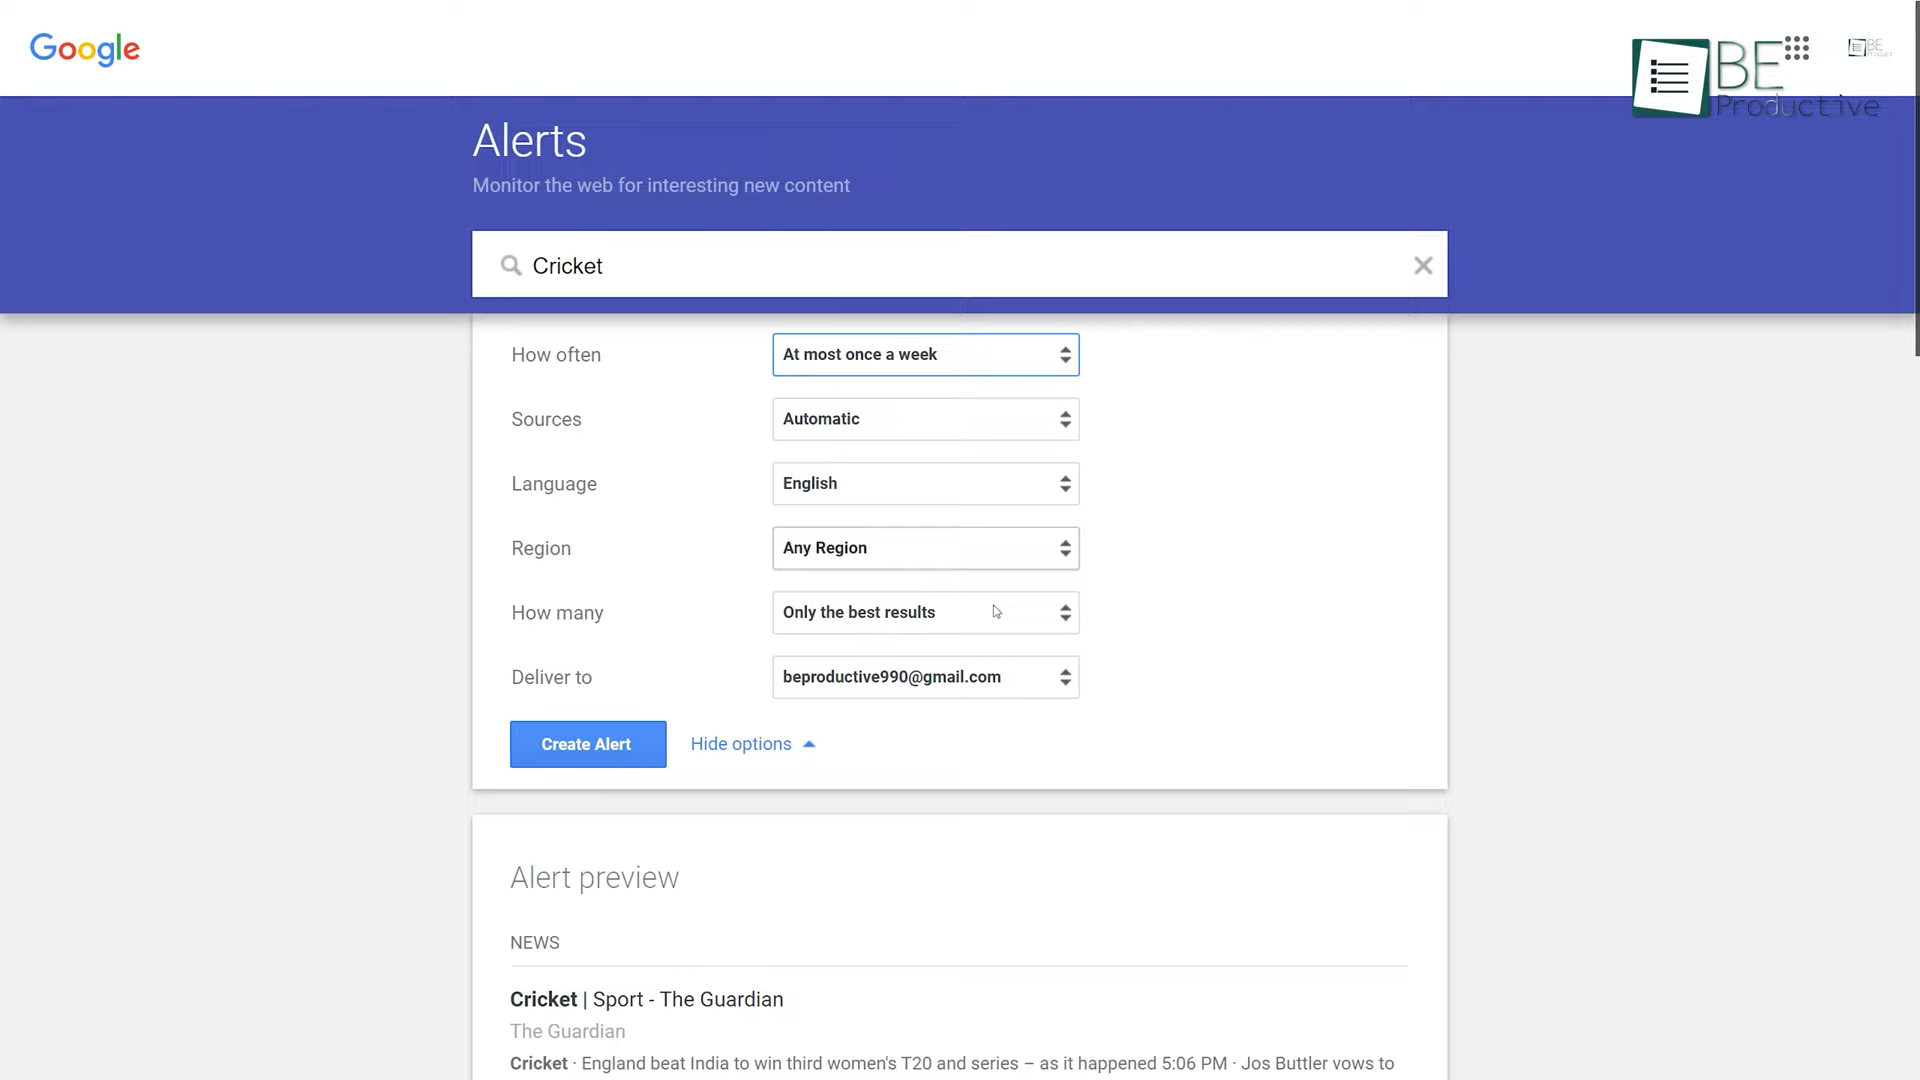 Google
BE
Productive
BE
Alerts
Monitor the web for interesting new content
Cricket
How often
At most once a week
Sources
Automatic
Language
English
Region
Any Region
How many
Only the best results
Deliver to
beproductive990@gmail.com
Create Alert
Hide options
Alert preview
NEWS
Cricket | Sport - The Guardian
The Guardian
Cricket · England beat India to win third women's T20 and series – as it happened 5:06 PM · Jos Buttler vows to